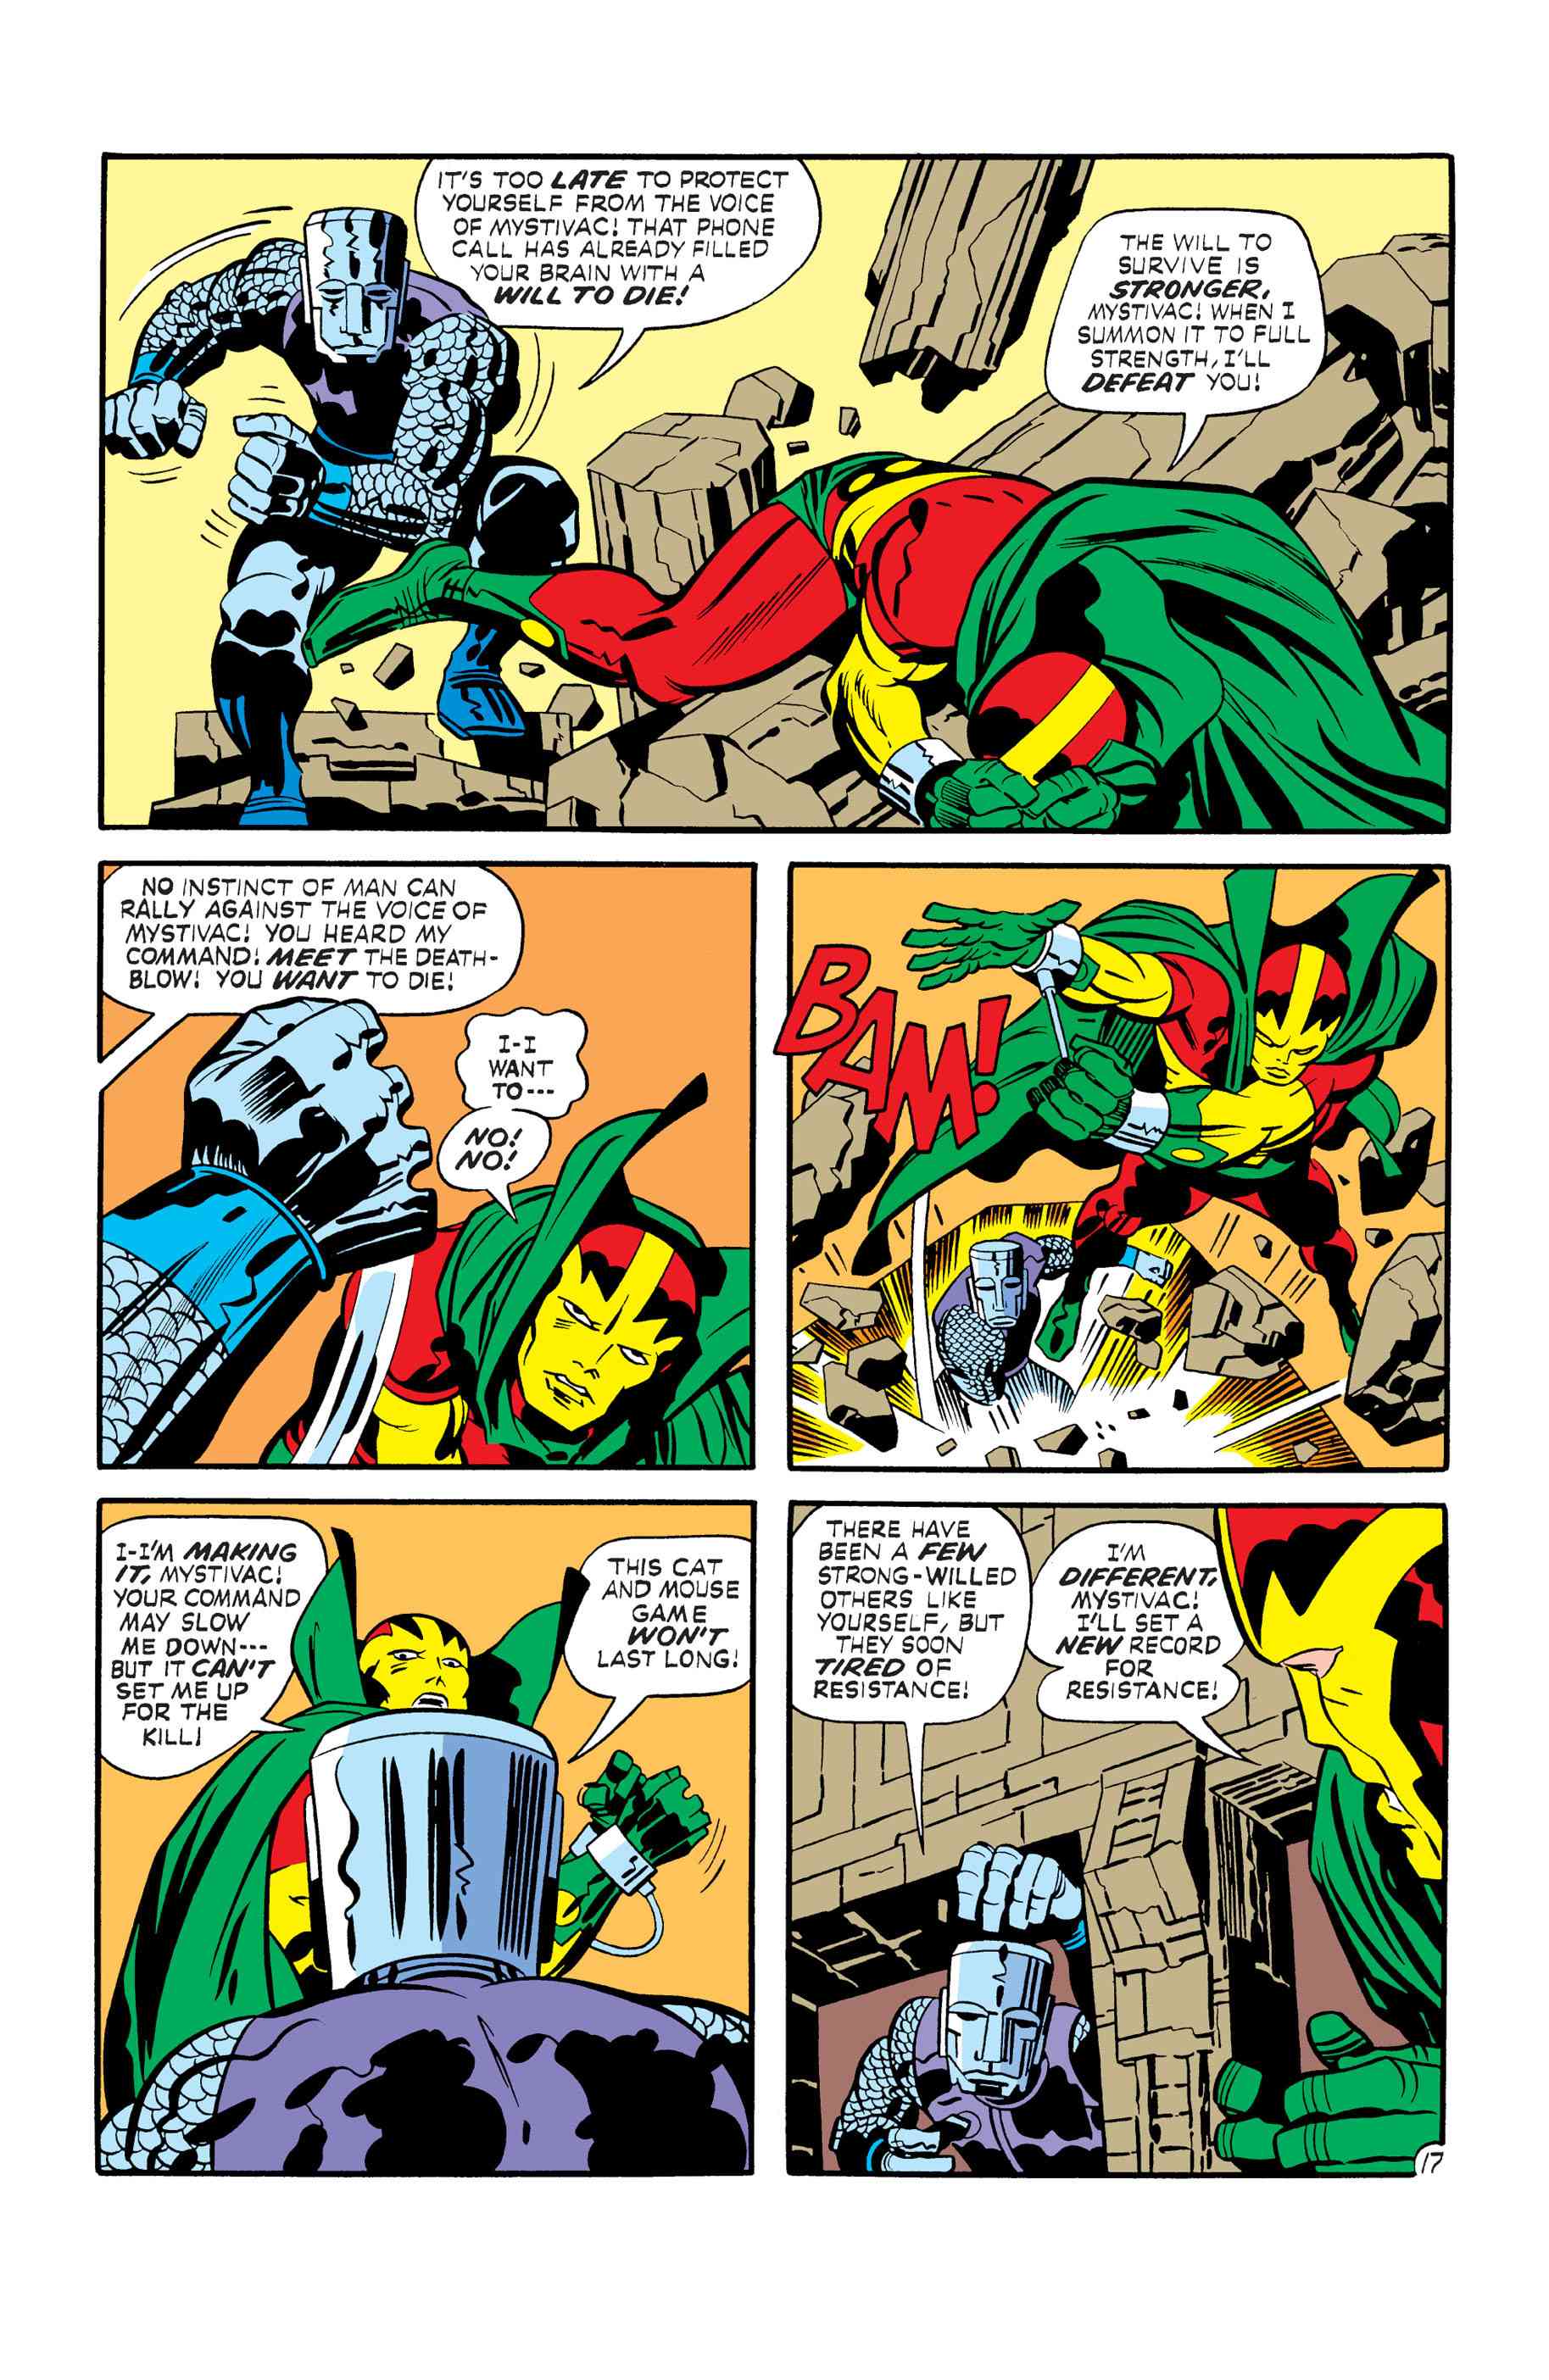 IT'S TOO LATE TO PROTECT
YOURSELF FROM THE VOICE
OF MYSTIVAC! THAT PHONE
CALL HAS ALREADY FILLED
YOUR BRAIN WITH A
WILL TO DIE!
THE WILL TO
SURVIVE IS
STRONGER,
MYSTIVAC! WHEN I
SUMMON IT TO FULL
STRENGTH, I'LL
DEFEAT YOU!
NO INSTINCT OF MAN CAN
RALLY AGAINST THE VOICE OF
MYSTIVAC! YOU HEARD MY
COMMAND! MEET THE DEATH-
BLOW! YOU WANT TO DIE!
I-I
WANT
TO---
NO!
NO!
BAM!
I-I'M MAKING
IT, MYSTIVAC!
YOUR COMMAND
MAY SLOW
ME DOWN---
BUT IT CAN'T
SET ME UP
FOR THE
KILL!
THIS CAT
AND MOUSE
GAME
WON'T
LAST LONG!
THERE HAVE
BEEN A FEW
STRONG-WILLED
OTHERS LIKE
YOURSELF, BUT
THEY SOON
TIRED OF
RESISTANCE!
I'M
DIFFERENT,
MYSTIVAC!
I'LL SET A
NEW RECORD
FOR
RESISTANCE!
17